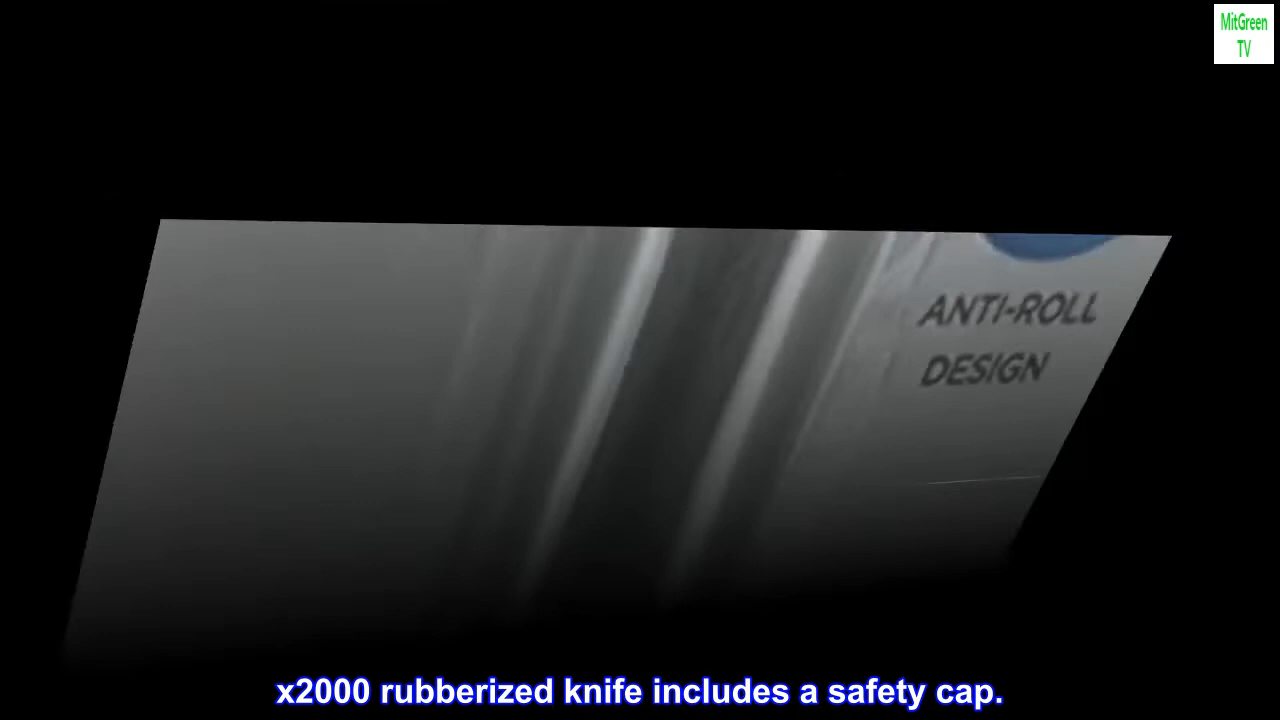 MitGreen
TV
ANTI-ROLL
DESIGN
x2000 rubberized knife includes a safety cap.